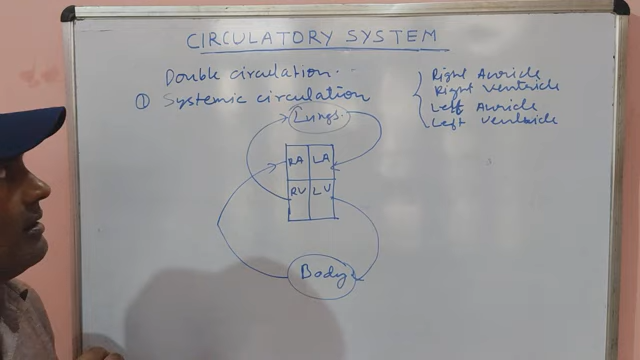 CIRCULATORY SYSTEM
Double circulation..
① Systemic circulation
Right Auricle
Right Ventricle
Left Auricle
Left Ventricle
Lungs
RA LA
RV LV
Body